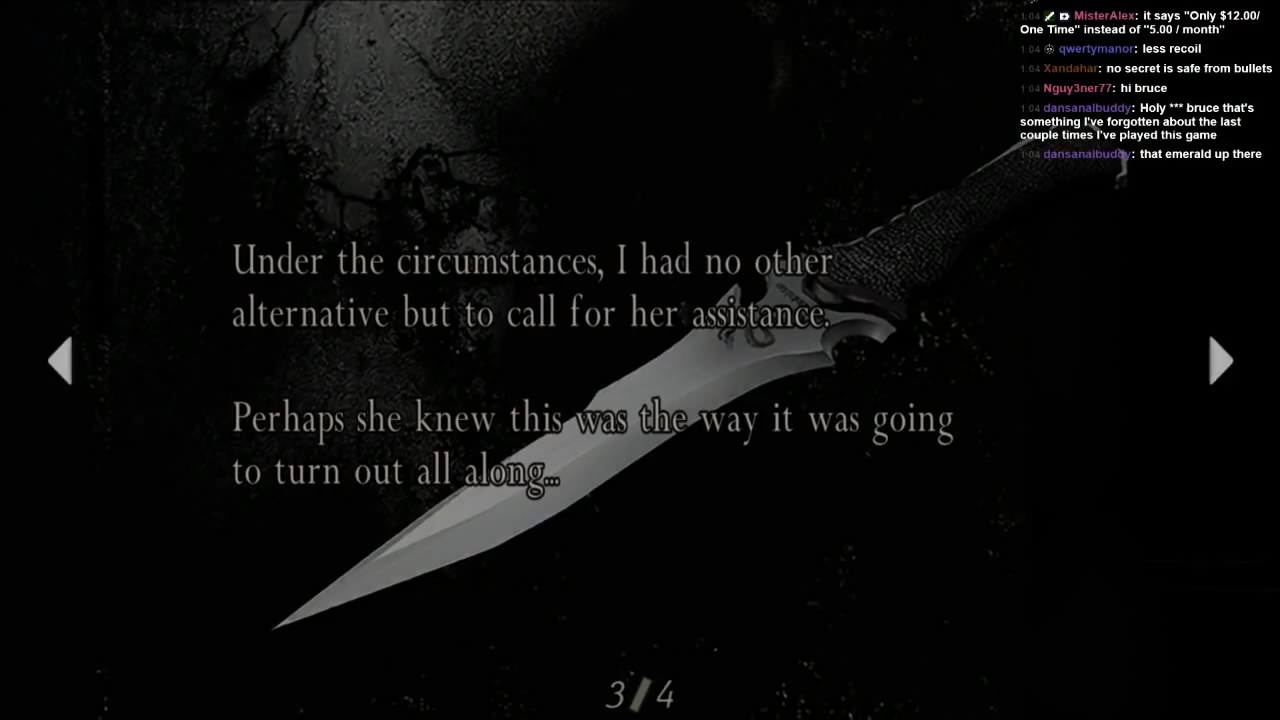 1:04 MisterAlex: it says "Only $12.00/
One Time" instead of "5.00 / month"
1:04 qwertymanor: less recoil
1:04 Xandahar: no secret is safe from bullets
1:04 Nguy3ner77: hi bruce
1:04 dansanalbuddy: Holy *** bruce that's
something I've forgotten about the last
couple times I've played this game
1:04 dansanalbuddy: that emerald up there
Under the circumstances, I had no other
alternative but to call for her assistance.
Perhaps she knew this was the way it was going
to turn out all along...
3/4